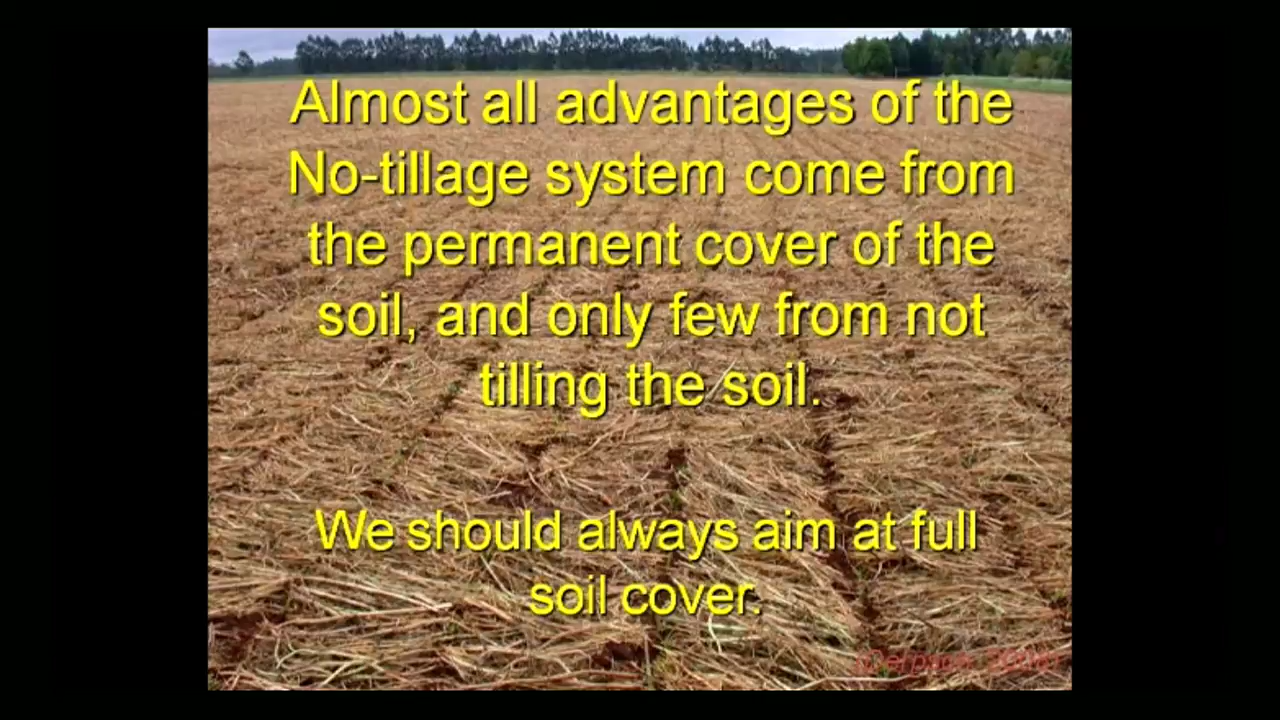 Almost all advantages of the
No-tillage system come from
the permanent cover of the
soil, and only few from not
tilling the soil.
We should always aim at full
soil cover.